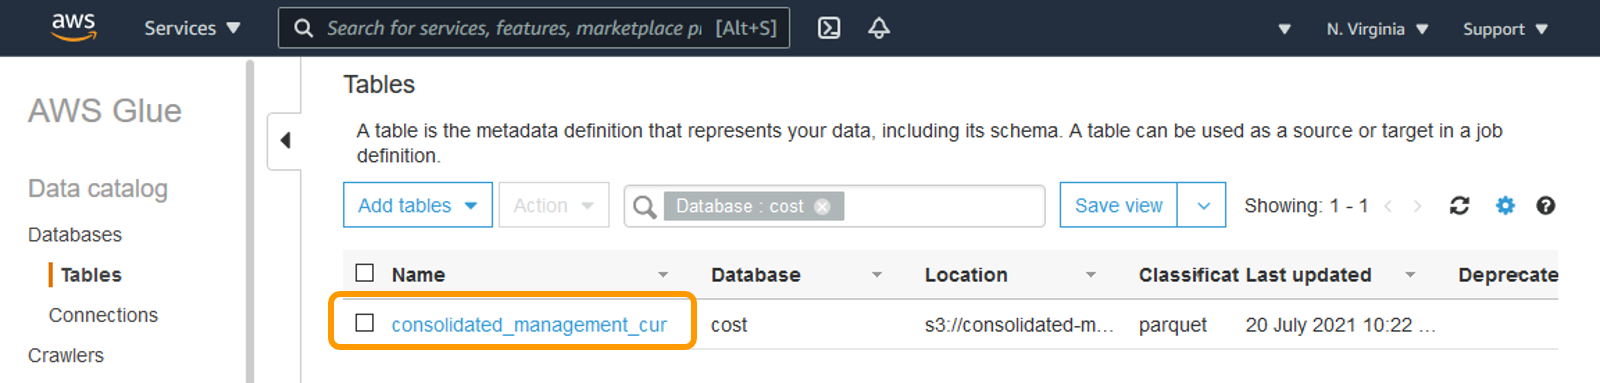 aws
Services
Search for services, features, marketplace p [Alt+S]
N. Virginia
Support
AWS Glue
Data catalog
Databases
Tables
Connections
Crawlers
Tables
A table is the metadata definition that represents your data, including its schema. A table can be used as a source or target in a job
definition.
Add tables
Action
Database : cost
Save view
Showing: 1 - 1
Name Database Location Classificat Last updated Deprecate
consolidated_management_cur cost s3://consolidated-m... parquet 20 July 2021 10:22 ...